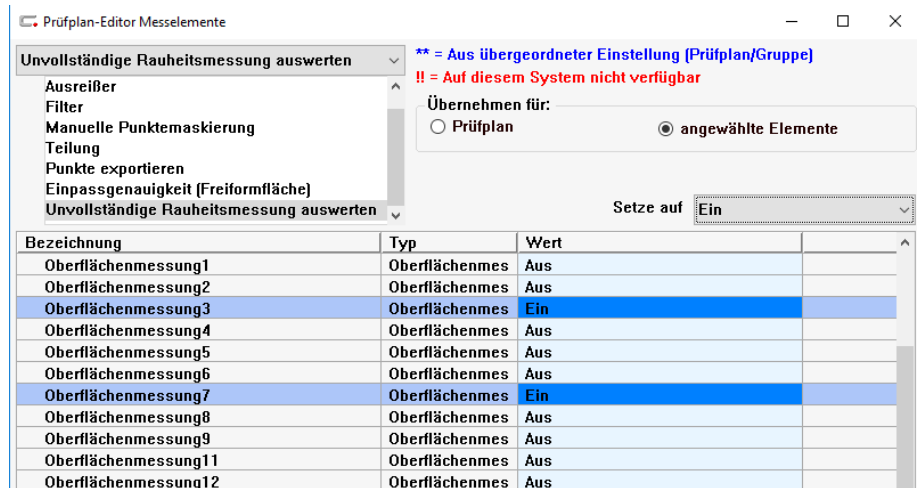 Prüfplan-Editor Messelemente
Unvollständige Rauheitsmessung auswerten
Ausreißer
Filter
Manuelle Punktemaskierung
Teilung
Punkte exportieren
Einpassgenauigkeit (Freiformfläche)
Unvollständige Rauheitsmessung auswerten
** = Aus übergeordneter Einstellung (Prüfplan/Gruppe)
!! = Auf diesem System nicht verfügbar
Übernehmen für:
Prüfplan angewählte Elemente
Setze auf Ein
Bezeichnung Typ Wert
Oberflächenmessung1 Oberflächenmes Aus
Oberflächenmessung2 Oberflächenmes Aus
Oberflächenmessung3 Oberflächenmes Ein
Oberflächenmessung4 Oberflächenmes Aus
Oberflächenmessung5 Oberflächenmes Aus
Oberflächenmessung6 Oberflächenmes Aus
Oberflächenmessung7 Oberflächenmes Ein
Oberflächenmessung8 Oberflächenmes Aus
Oberflächenmessung9 Oberflächenmes Aus
Oberflächenmessung11 Oberflächenmes Aus
Oberflächenmessung12 Oberflächenmes Aus